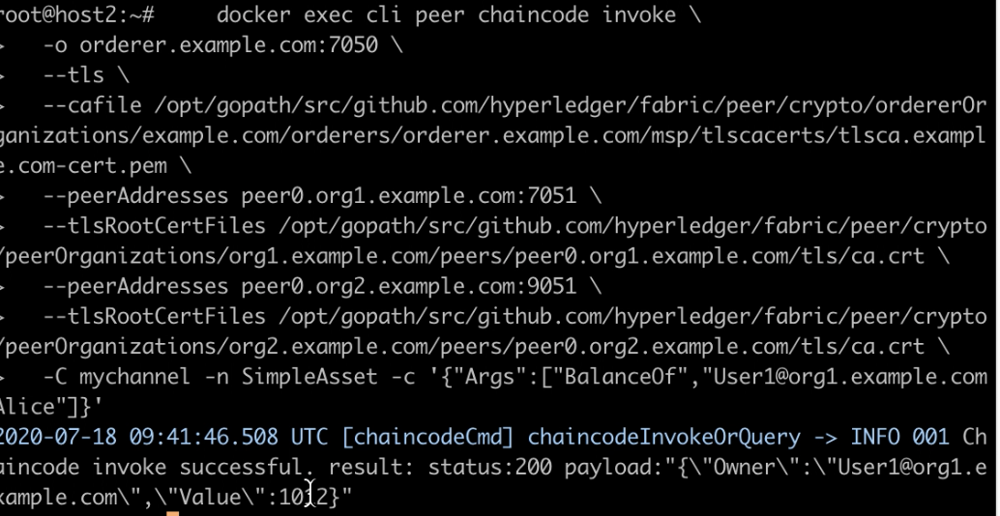 root@host2:~#     docker exec cli peer chaincode invoke \
>   -o orderer.example.com:7050 \
>   --tls \
>   --cafile /opt/gopath/src/github.com/hyperledger/fabric/peer/crypto/ordererOr
ganizations/example.com/orderers/orderer.example.com/msp/tlscacerts/tlsca.exampl
e.com-cert.pem \
>   --peerAddresses peer0.org1.example.com:7051 \
>   --tlsRootCertFiles /opt/gopath/src/github.com/hyperledger/fabric/peer/crypto
/peerOrganizations/org1.example.com/peers/peer0.org1.example.com/tls/ca.crt \
>   --peerAddresses peer0.org2.example.com:9051 \
>   --tlsRootCertFiles /opt/gopath/src/github.com/hyperledger/fabric/peer/crypto
/peerOrganizations/org2.example.com/peers/peer0.org2.example.com/tls/ca.crt \
>   -C mychannel -n SimpleAsset -c '{"Args":["BalanceOf","User1@org1.example.com
Alice"]}'
2020-07-18 09:41:46.508 UTC [chaincodeCmd] chaincodeInvokeOrQuery -> INFO 001 Ch
aincode invoke successful. result: status:200 payload:"{\"Owner\":\"User1@org1.e
xample.com\",\"Value\":